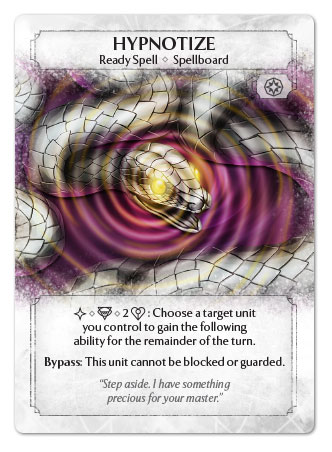 HYPNOTIZE
Ready Spell ◇ Spellboard
◇ ◇ 2 : Choose a target unit
you control to gain the following
ability for the remainder of the turn.
Bypass: This unit cannot be blocked or guarded.
“Step aside. I have something
precious for your master.”